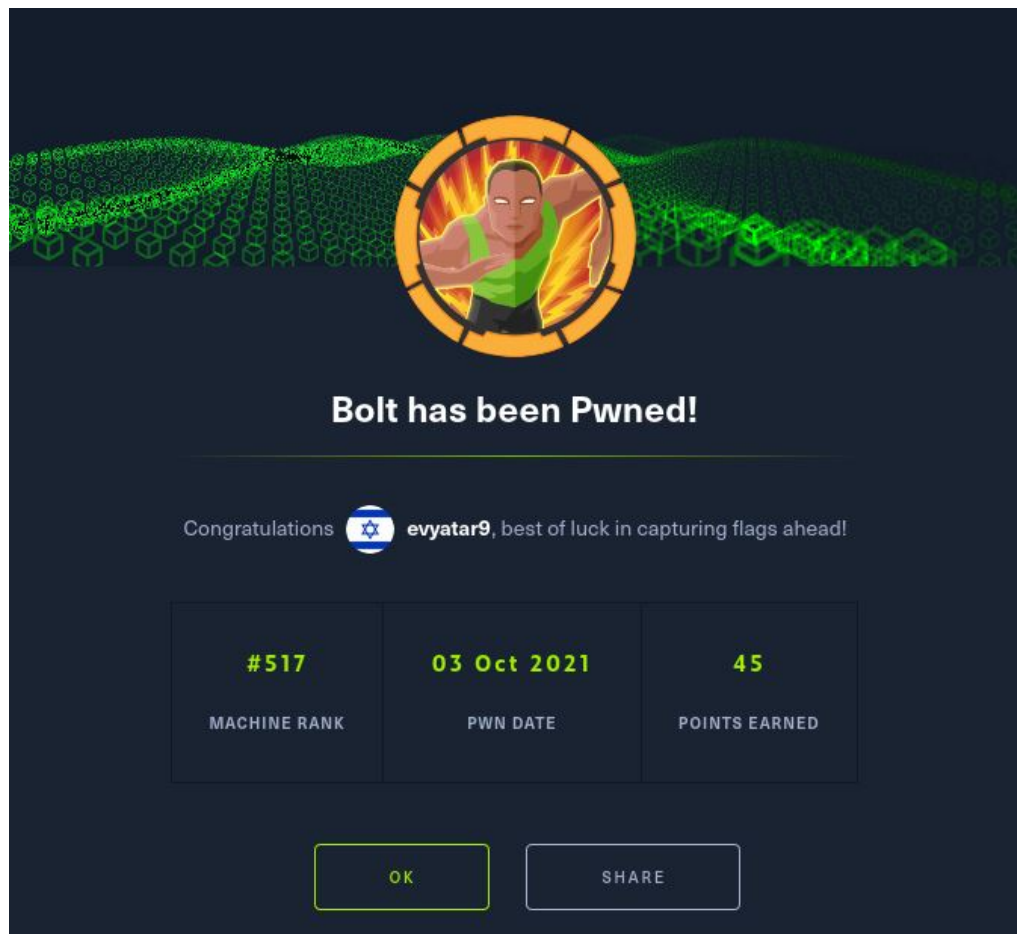 Bolt has been Pwned!
Congratulations evyatar9, best of luck in capturing flags ahead!
#517 03 Oct 2021 45
MACHINE RANK PWN DATE POINTS EARNED
OK SHARE